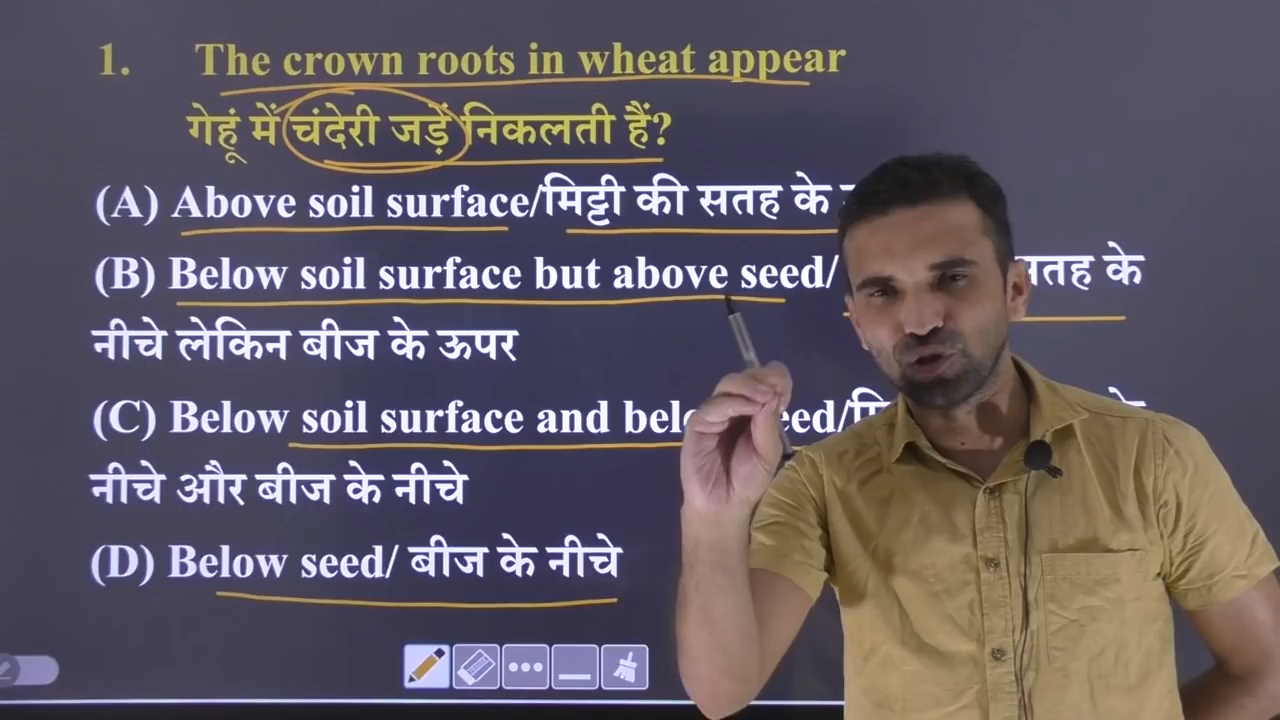 1. The crown roots in wheat appear
गेहूं में चंदेरी जड़ें निकलती हैं?
(A) Above soil surface/मिट्टी की सतह के
(B) Below soil surface but above seed/ सतह के
नीचे लेकिन बीज के ऊपर
(C) Below soil surface and
नीचे और बीज के नीचे
(D) Below seed/ बीज के नीचे